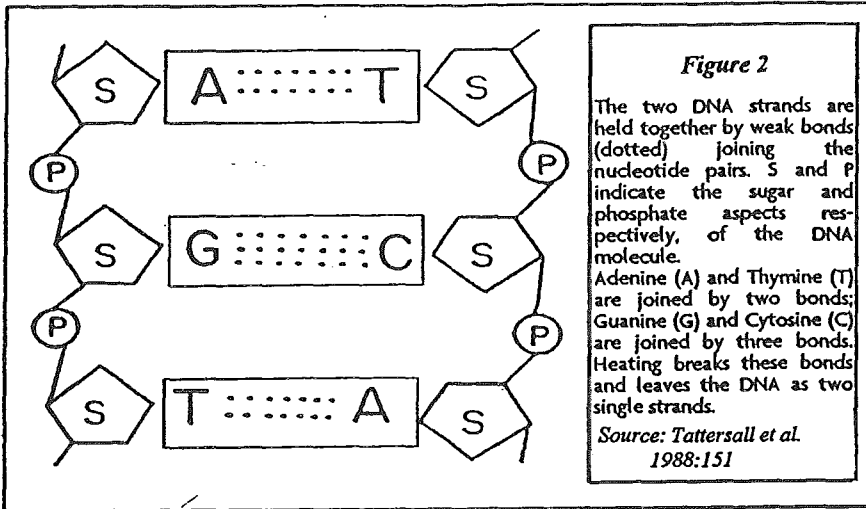 S A T S
P P
S G C S
P P
S T A S
Figure 2
The two DNA strands are
held together by weak bonds
(dotted) joining the
nucleotide pairs. S and P
indicate the sugar and
phosphate aspects res-
pectively, of the DNA
molecule.
Adenine (A) and Thymine (T)
are joined by two bonds;
Guanine (G) and Cytosine (C)
are joined by three bonds.
Heating breaks these bonds
and leaves the DNA as two
single strands.
Source: Tattersall et al.
1988:151